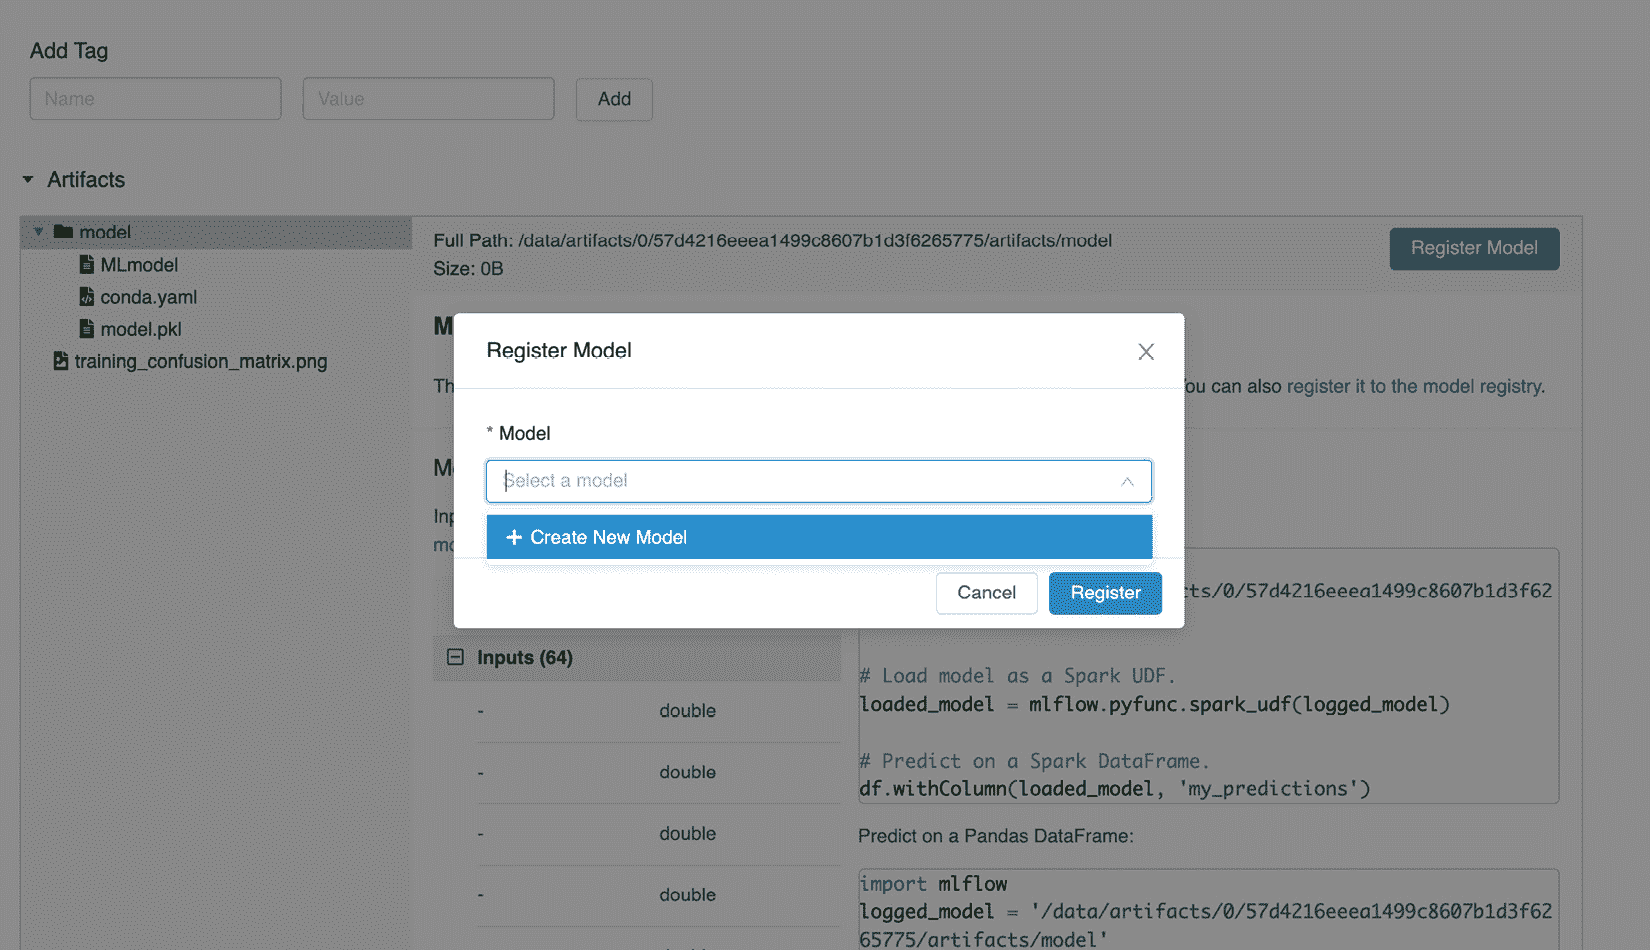 Add Tag
Name
Value
Add
Artifacts
model
MLmodel
conda.yaml
model.pkl
training_confusion_matrix.png
Full Path: /data/artifacts/0/57d4216eeea1499c8607b1d3f6265775/artifacts/model
Size: 0B
Register Model
ou can also register it to the model registry.
Register Model
* Model
Select a model
+ Create New Model
Cancel
Register
cts/0/57d4216eeea1499c8607b1d3f62
Inputs (64)
- double
- double
- double
- double
# Load model as a Spark UDF.
loaded_model = mlflow.pyfunc.spark_udf(logged_model)
# Predict on a Spark DataFrame.
df.withColumn(loaded_model, 'my_predictions')
Predict on a Pandas DataFrame:
import mlflow
logged_model = '/data/artifacts/0/57d4216eeea1499c8607b1d3f62
65775/artifacts/model'